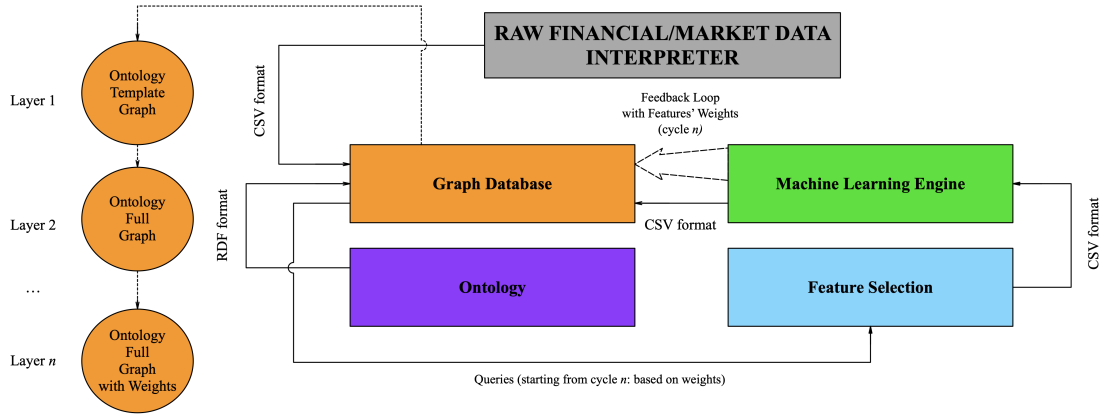 RAW FINANCIAL/MARKET DATA
INTERPRETER
Ontology
Template
Graph
Layer 1
CSV format
Feedback Loop
with Features' Weights
(cycle n)
Graph Database
Machine Learning Engine
Ontology
Full
Graph
Layer 2
RDF format
CSV format
CSV format
Ontology
Feature Selection
…
Ontology
Full
Graph
with Weights
Layer n
Queries (starting from cycle n: based on weights)